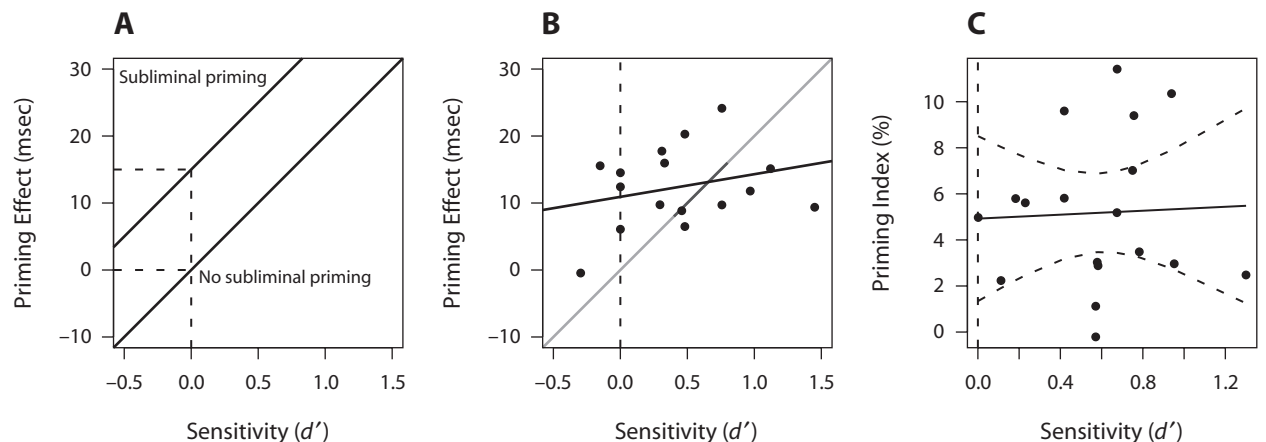 A
Priming Effect (msec)
30
20
10
0
–10
Subliminal priming
No subliminal priming
–0.5 0.0 0.5 1.0 1.5
Sensitivity (d′)
B
Priming Effect (msec)
30
20
10
0
–10
–0.5 0.0 0.5 1.0 1.5
Sensitivity (d′)
C
Priming Index (%)
10
8
6
4
2
0
0.0 0.4 0.8 1.2
Sensitivity (d′)